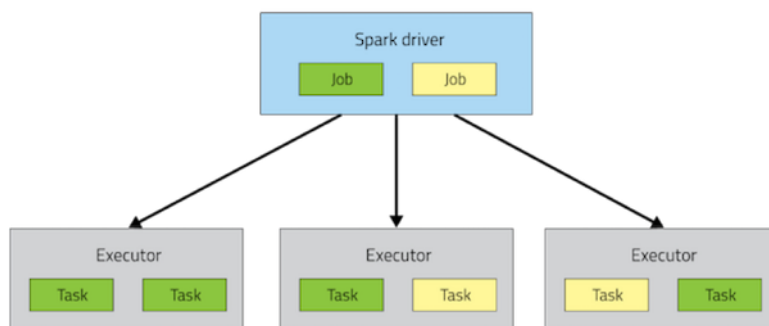 Spark driver
Job Job
Executor Executor Executor
Task Task Task Task Task Task